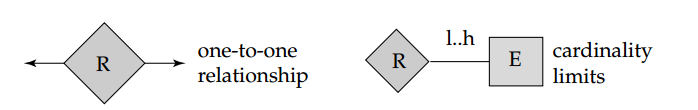 R
one-to-one
relationship
l..h
R
E
cardinality
limits